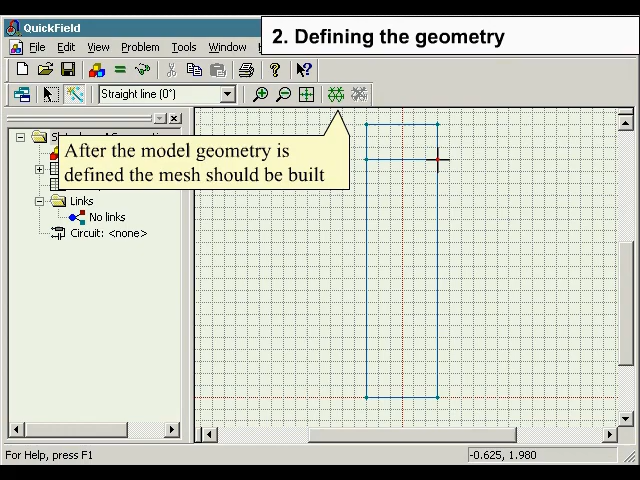 QuickField
2. Defining the geometry
File Edit View Problem Tools Window
Straight line (0°)
After the model geometry is
defined the mesh should be built
Links
No links
Circuit: <none>
For Help, press F1
-0.625, 1.980